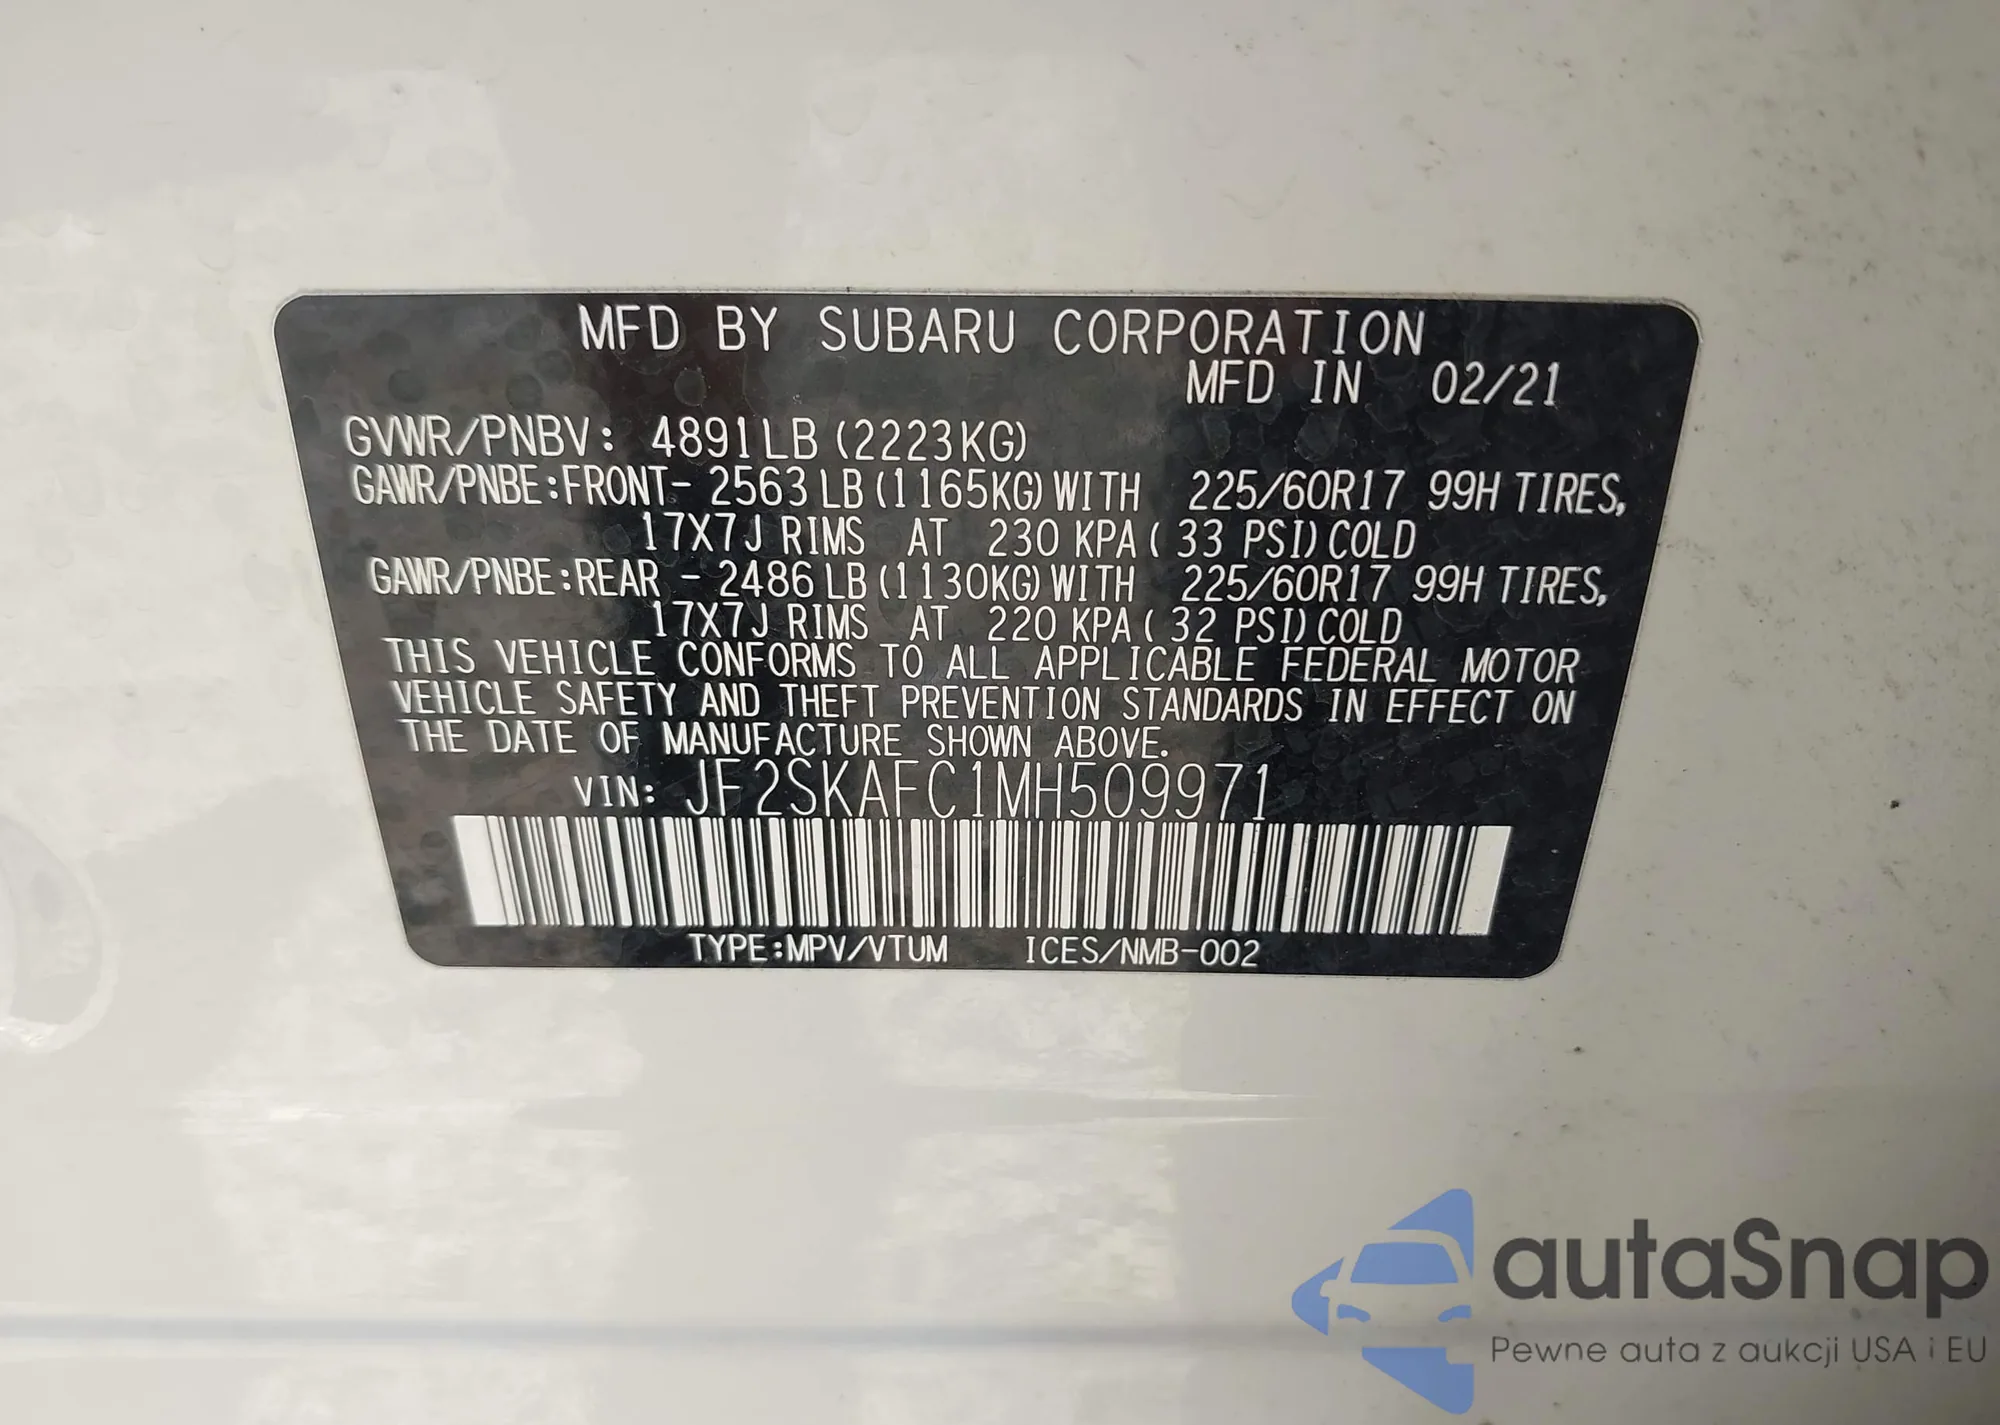 MFD BY SUBARU CORPORATION
MFD IN 02/21
GVWR/PNBV: 4891LB (2223KG)
GAWR/PNBE:FRONT- 2563 LB (1165KG) WITH 225/60R17 99H TIRES,
17X7J RIMS AT 230 KPA ( 33 PSI) COLD
GAWR/PNBE:REAR - 2486 LB (1130KG) WITH 225/60R17 99H TIRES,
17X7J RIMS AT 220 KPA ( 32 PSI) COLD
THIS VEHICLE CONFORMS TO ALL APPLICABLE FEDERAL MOTOR
VEHICLE SAFETY AND THEFT PREVENTION STANDARDS IN EFFECT ON
THE DATE OF MANUFACTURE SHOWN ABOVE.
VIN: JF2SKAFC1MH509971
TYPE:MPV/VTUM ICES/NMB-002
autaSnap
Pewne auta z aukcji USA i EU